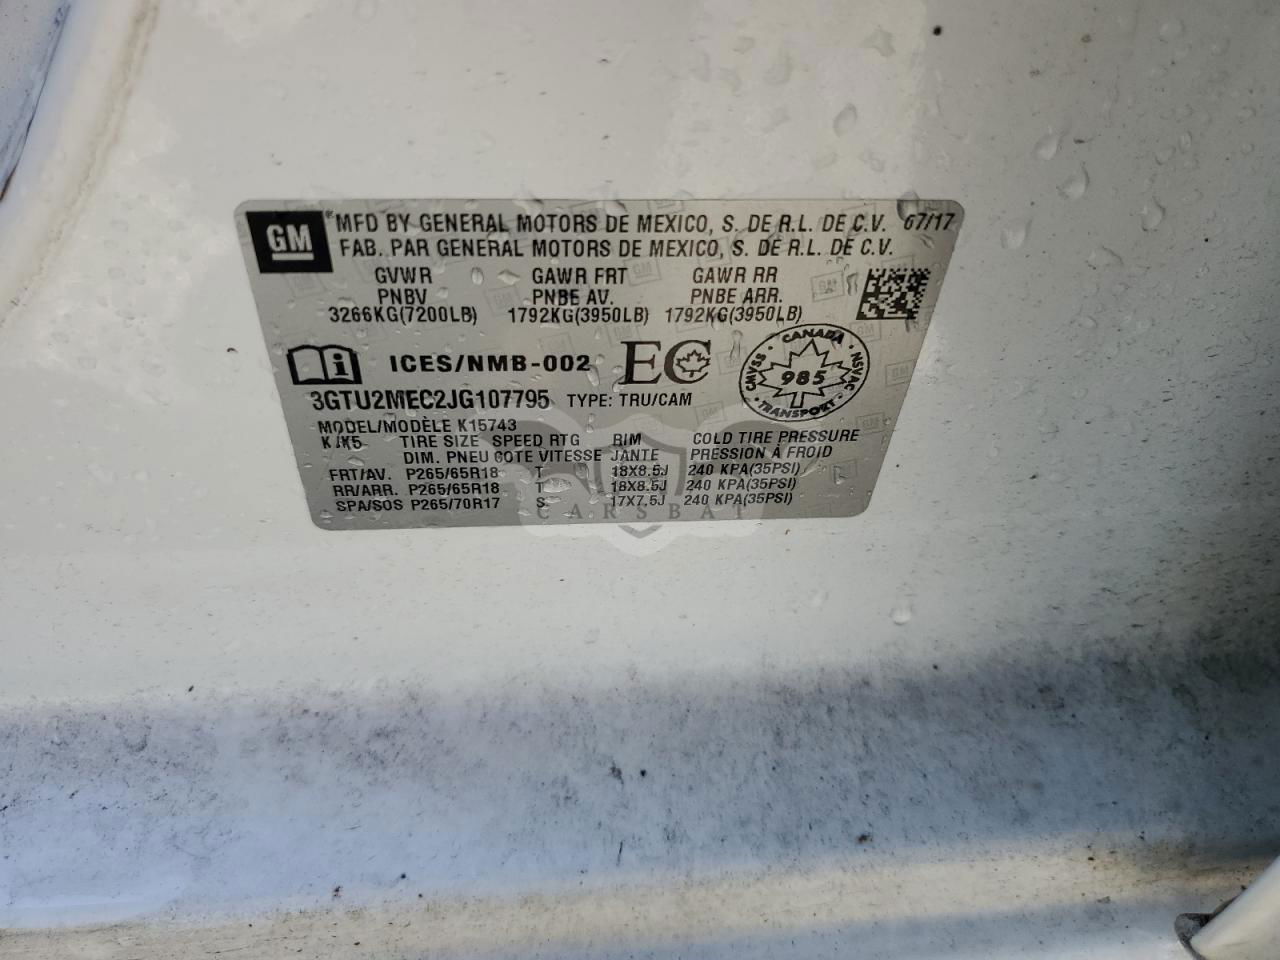 GM ® MFD BY GENERAL MOTORS DE MEXICO, S. DE R.L. DE C.V. 07/17
FAB. PAR GENERAL MOTORS DE MEXICO, S. DE R.L. DE C.V.
GVWR GAWR FRT GAWR RR
PNBV PNBE AV. PNBE ARR.
3266KG(7200LB) 1792KG(3950LB) 1792KG(3950LB)
i ICES/NMB-002 EC
CANADA
CMVSS 985 NSVAC
TRANSPORT
3GTU2MEC2JG107795 TYPE: TRU/CAM
MODEL/MODÈLE K15743
TIRE SIZE SPEED RTG RIM COLD TIRE PRESSURE
DIM. PNEU COTE VITESSE JANTE PRESSION À FROID
FRT/AV. P265/65R18 T 18X8.5J 240 KPA(35PSI)
RR/ARR. P265/65R18 T 18X8.5J 240 KPA(35PSI)
SPA/SOS P265/70R17 S 17X7.5J 240 KPA(35PSI)
CARSBAT